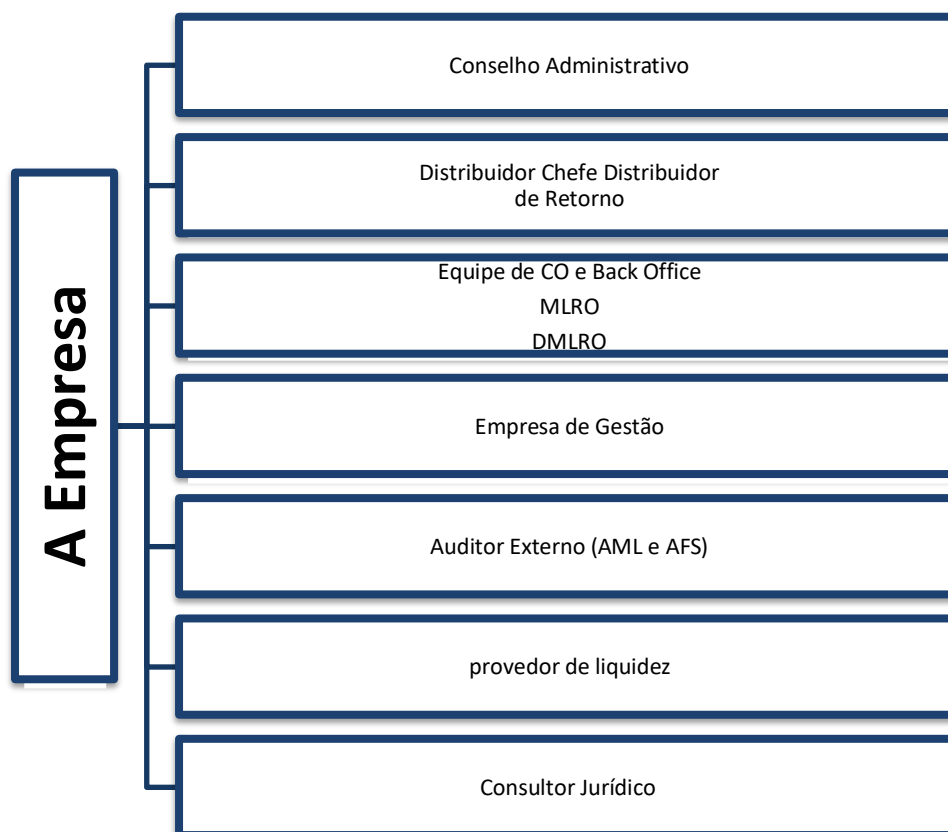 A Empresa
Conselho Administrativo
Distribuidor Chefe Distribuidor
de Retorno
Equipe de CO e Back Office
MLRO
DMLRO
Empresa de Gestão
Auditor Externo (AML e AFS)
provedor de liquidez
Consultor Jurídico